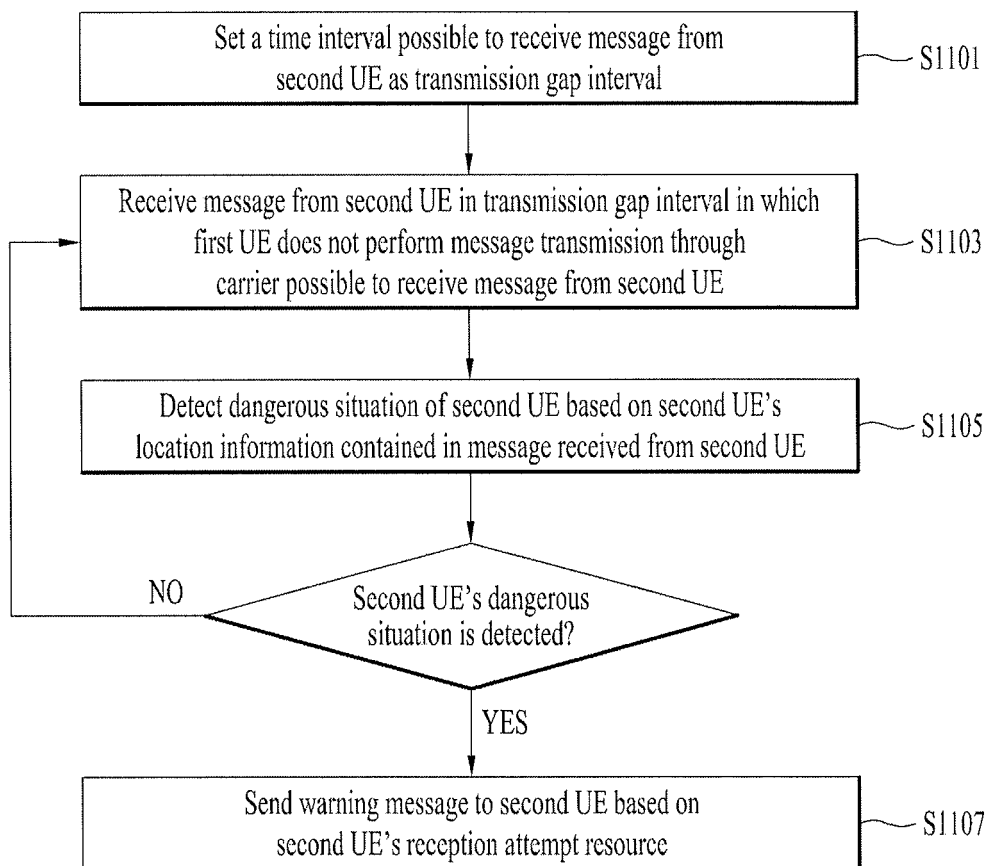 Set a time interval possible to receive message from
second UE as transmission gap interval
S1101
Receive message from second UE in transmission gap interval in which
first UE does not perform message transmission through
carrier possible to receive message from second UE
S1103
Detect dangerous situation of second UE based on second UE's
location information contained in message received from second UE
S1105
NO
Second UE's dangerous
situation is detected?
YES
Send warning message to second UE based on
second UE's reception attempt resource
S1107